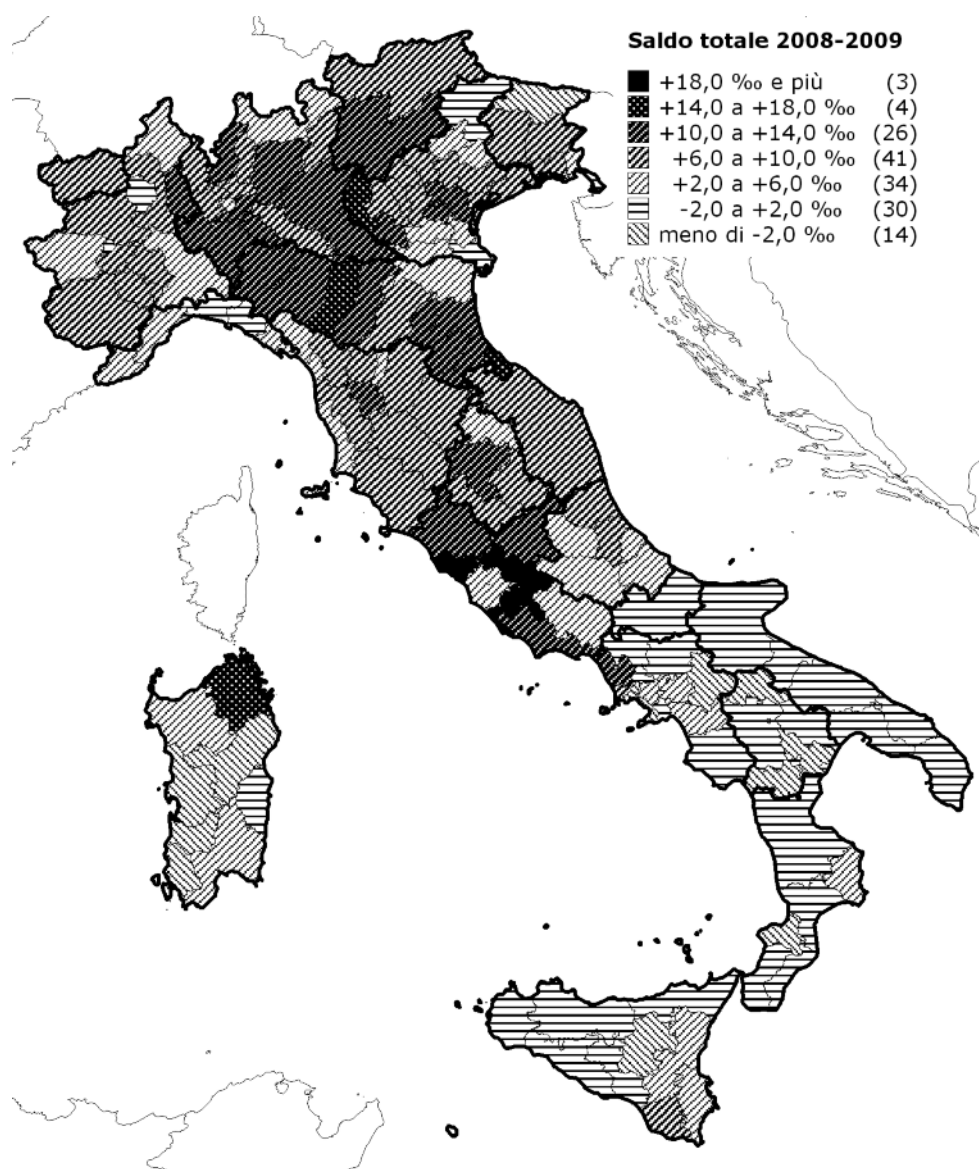 Saldo totale 2008-2009
+18,0 ‰ e più (3)
+14,0 a +18,0 ‰ (4)
+10,0 a +14,0 ‰ (26)
+6,0 a +10,0 ‰ (41)
+2,0 a +6,0 ‰ (34)
-2,0 a +2,0 ‰ (30)
meno di -2,0 ‰ (14)